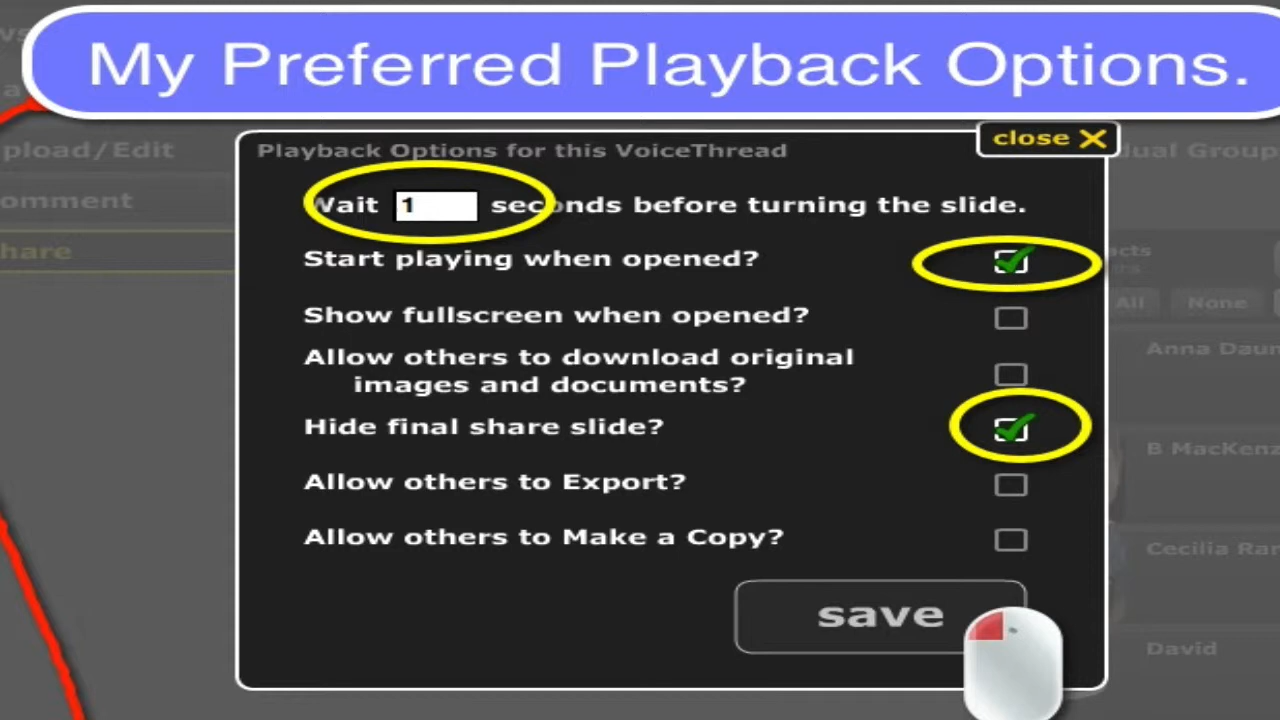 My Preferred Playback Options.
close X
Playback Options for this VoiceThread
Wait 1 seconds before turning the slide.
Start playing when opened?
Show fullscreen when opened?
Allow others to download original
images and documents?
Hide final share slide?
Allow others to Export?
Allow others to Make a Copy?
save
pload/Edit
omment
hare
dual Group
All
None
Anna Daun
B MacKenz
Cecilia Ra
David